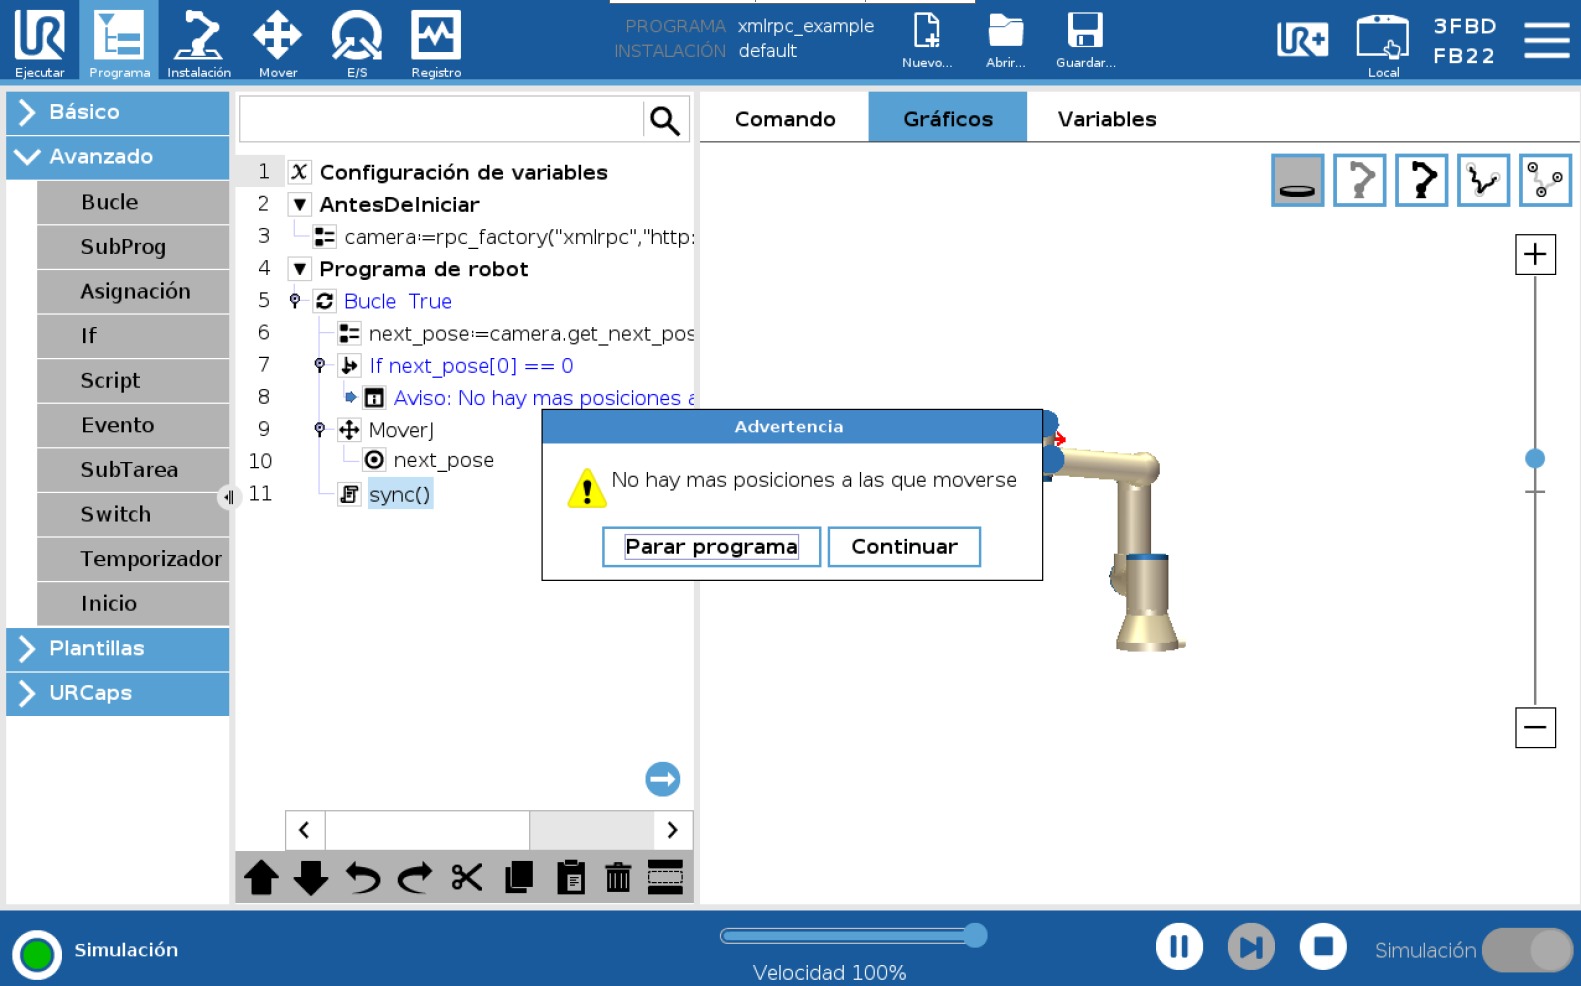 UR
Ejecutar
Programa
Instalación
Mover
E/S
Registro
PROGRAMA xmlrpc_example
INSTALACIÓN default
Nuevo...
Abrir...
Guardar...
UR+
Local
3FBD
FB22
Básico
Avanzado
Bucle
SubProg
Asignación
If
Script
Evento
SubTarea
Switch
Temporizador
Inicio
Plantillas
URCaps
1 X Configuración de variables
2 AntesDeIniciar
3 camera:=rpc_factory("xmlrpc","http:
4 Programa de robot
5 Bucle True
6 next_pose:=camera.get_next_pos
7 If next_pose[0] == 0
8 Aviso: No hay mas posiciones a
9 MoverJ
10 next_pose
11 sync()
Comando
Gráficos
Variables
Advertencia
No hay mas posiciones a las que moverse
Parar programa
Continuar
Simulación
Velocidad 100%
Simulación